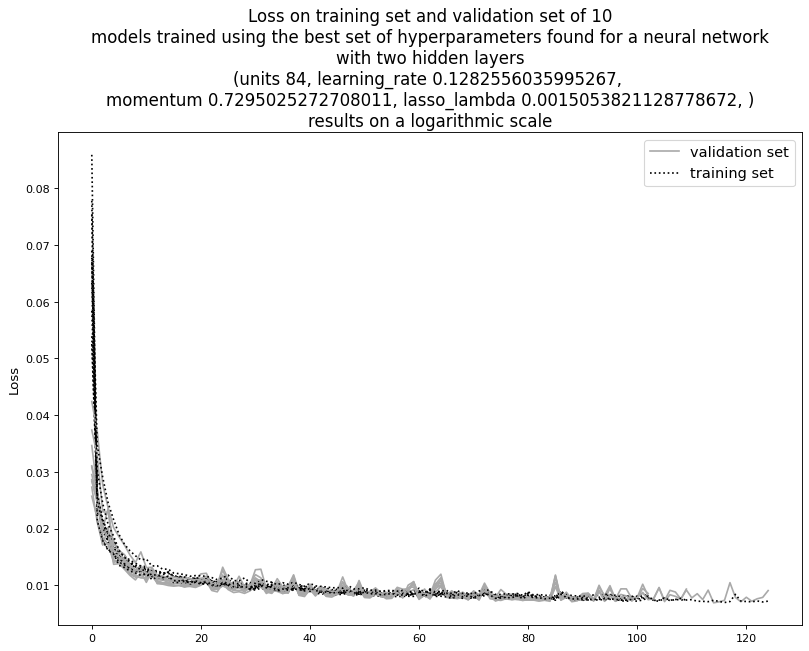 Loss on training set and validation set of 10
models trained using the best set of hyperparameters found for a neural network
with two hidden layers
(units 84, learning_rate 0.1282556035995267,
momentum 0.7295025272708011, lasso_lambda 0.0015053821128778672, )
results on a logarithmic scale
validation set
training set
0.08
0.07
0.06
0.05
0.04
0.03
0.02
0.01
Loss
0 20 40 60 80 100 120